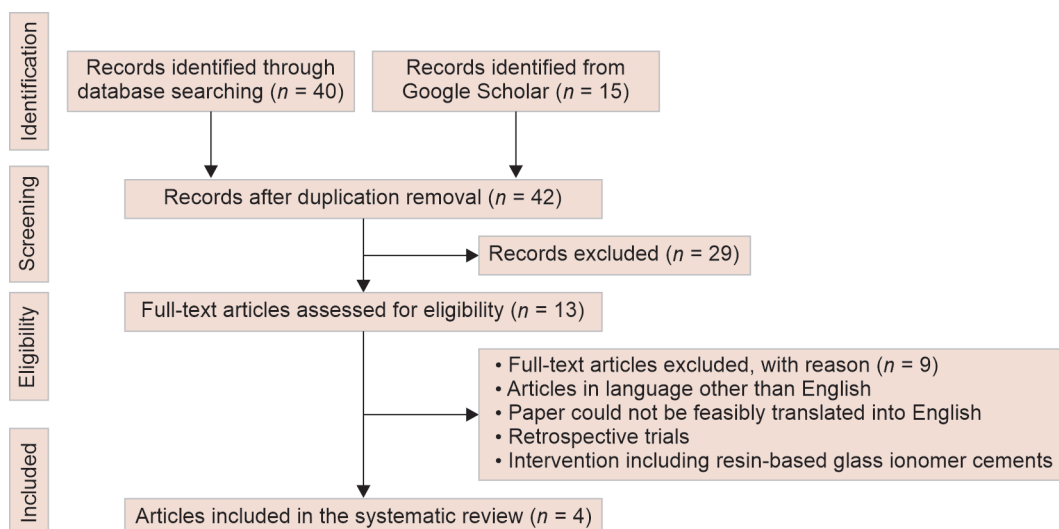 Identification
Records identified through
database searching (n = 40)
Records identified from
Google Scholar (n = 15)
Screening
Records after duplication removal (n = 42)
Records excluded (n = 29)
Eligibility
Full-text articles assessed for eligibility (n = 13)
• Full-text articles excluded, with reason (n = 9)
• Articles in language other than English
• Paper could not be feasibly translated into English
• Retrospective trials
• Intervention including resin-based glass ionomer cements
Included
Articles included in the systematic review (n = 4)